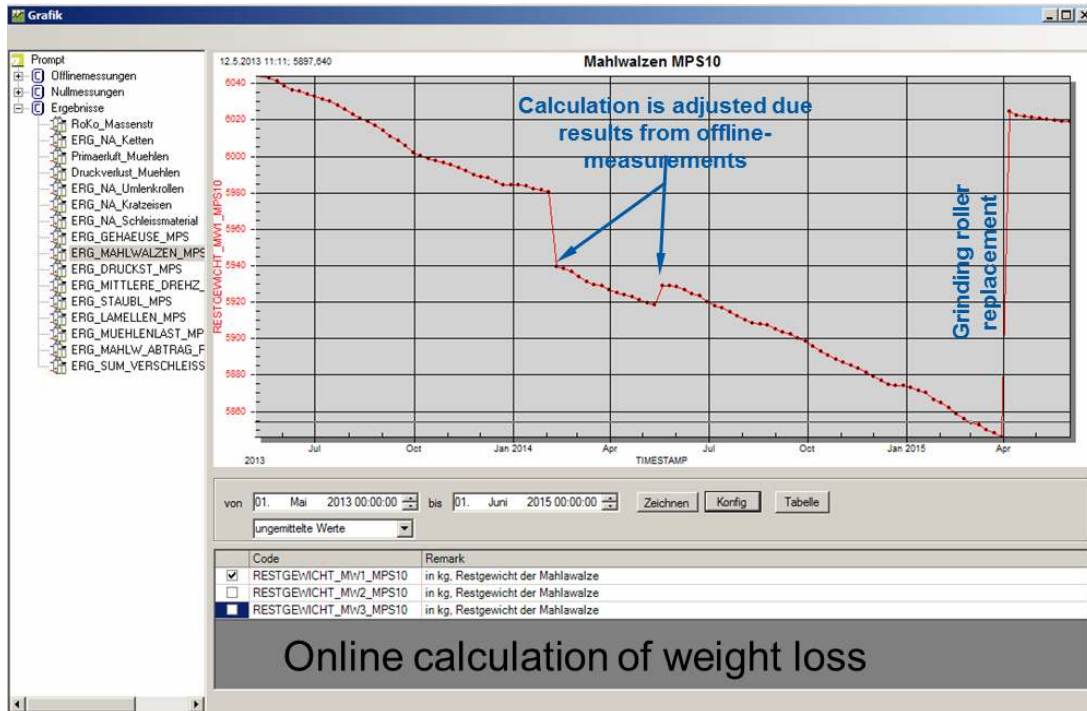 Grafik
Prompt
Offlinemessungen
Nullmessungen
Ergebnisse
RoKo_Massenstr
ERG_NA_Ketten
Primaerluft_Muehlen
Druckverlust_Muehlen
ERG_NA_Umlenkrollen
ERG_NA_Kratzeisen
ERG_NA_Schleissmaterial
ERG_GEHAEUSE_MPS
ERG_MAHLWALZEN_MPS
ERG_DRUCKST_MPS
ERG_MITTLERE_DREHZ_
ERG_STAUBL_MPS
ERG_LAMELLEN_MPS
ERG_MUEHLENLAST_MP
ERG_MAHLW_ABTRAG_F
ERG_SUM_VERSCHLEISS
12.5.2013 11:11; 5897,640
Mahlwalzen MPS10
RESTGEWICHT_MW1_MPS10
6040
6020
6000
5980
5960
5940
5920
5900
5880
5860
Calculation is adjusted due
results from offline-
measurements
Grinding roller
replacement
Jul Oct Jan 2014 Apr Jul Oct Jan 2015 Apr
2013 TIMESTAMP
von 01. Mai 2013 00:00:00 bis 01. Juni 2015 00:00:00 Zeichnen Konfig Tabelle
ungemittelte Werte
Code Remark
RESTGEWICHT_MW1_MPS10 in kg, Restgewicht der Mahlawalze
RESTGEWICHT_MW2_MPS10 in kg, Restgewicht der Mahlawalze
RESTGEWICHT_MW3_MPS10 in kg, Restgewicht der Mahlawalze
Online calculation of weight loss